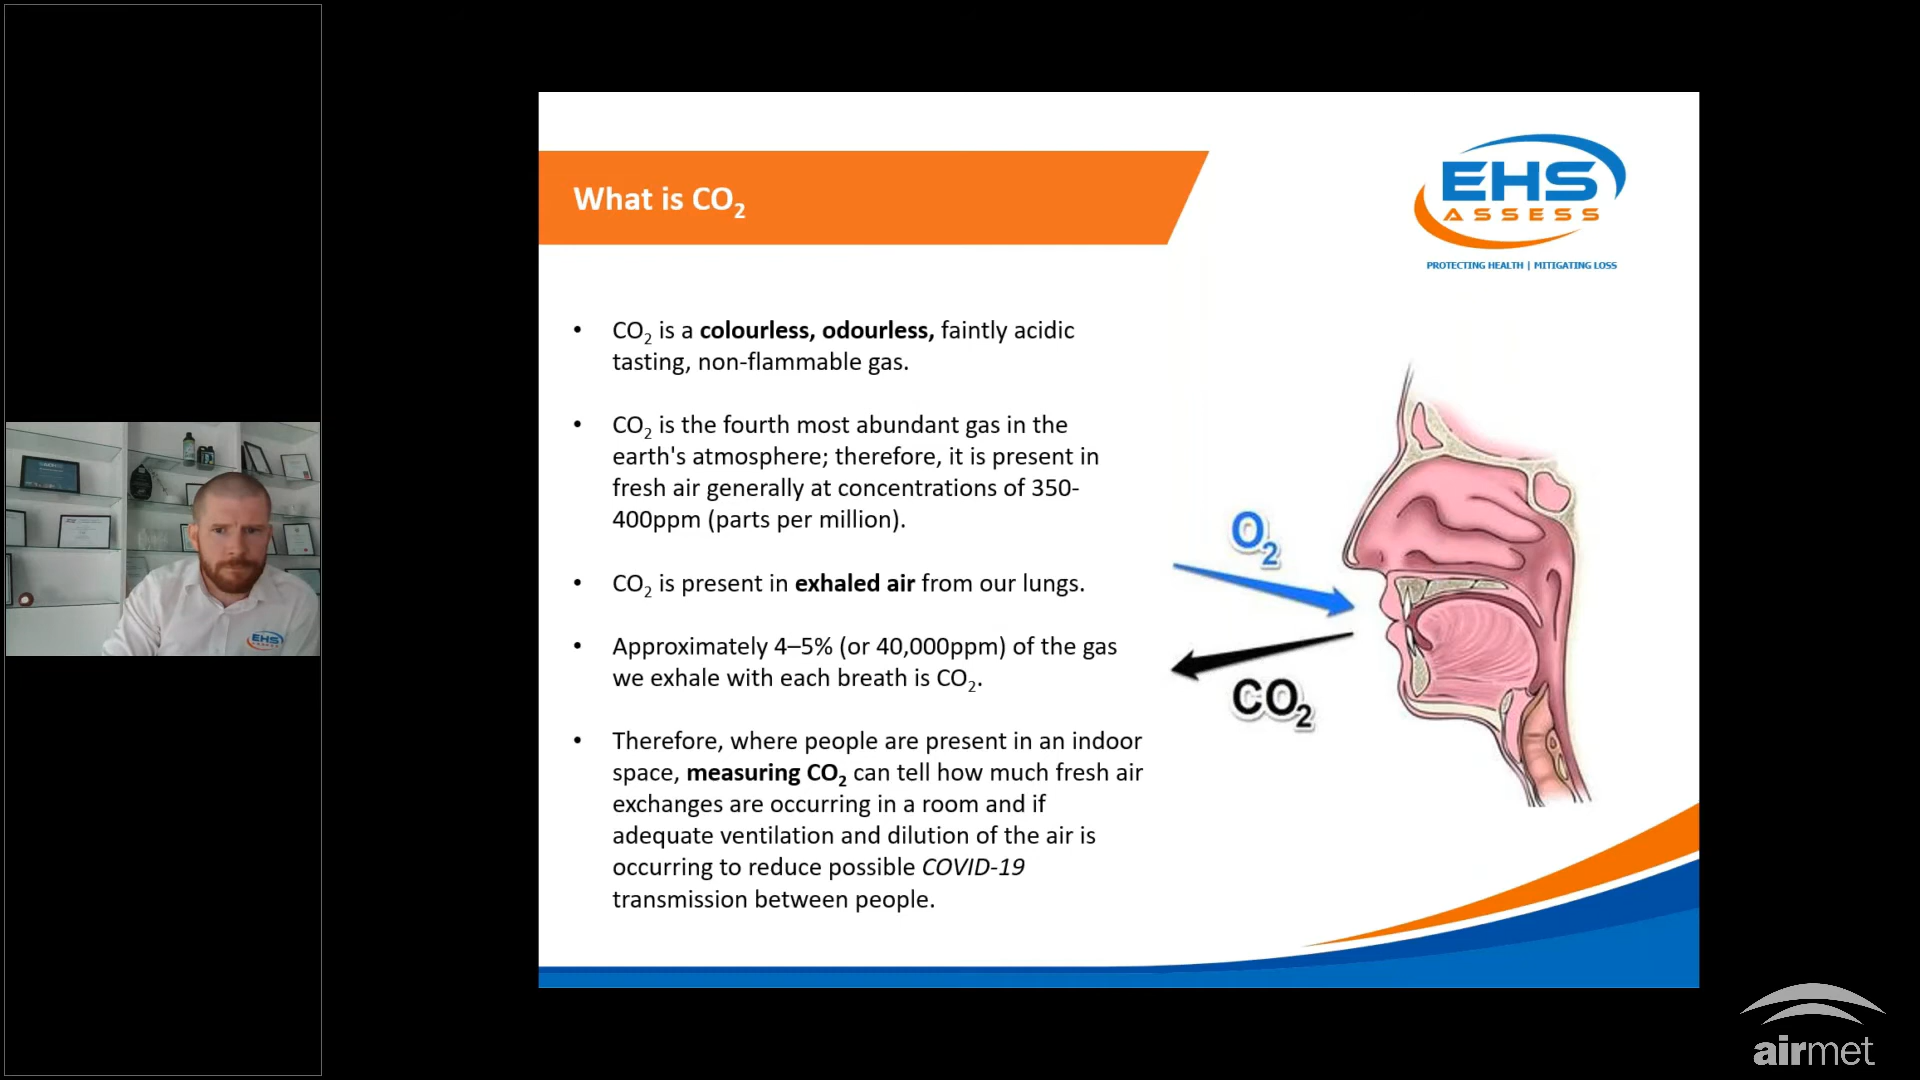 What is CO2
EHS
ASSESS
PROTECTING HEALTH | MITIGATING LOSS
• CO2 is a colourless, odourless, faintly acidic
tasting, non-flammable gas.
• CO2 is the fourth most abundant gas in the
earth's atmosphere; therefore, it is present in
fresh air generally at concentrations of 350-
400ppm (parts per million).
• CO2 is present in exhaled air from our lungs.
• Approximately 4–5% (or 40,000ppm) of the gas
we exhale with each breath is CO2.
• Therefore, where people are present in an indoor
space, measuring CO2 can tell how much fresh air
exchanges are occurring in a room and if
adequate ventilation and dilution of the air is
occurring to reduce possible COVID-19
transmission between people.
O2
CO2
EHS
airmet